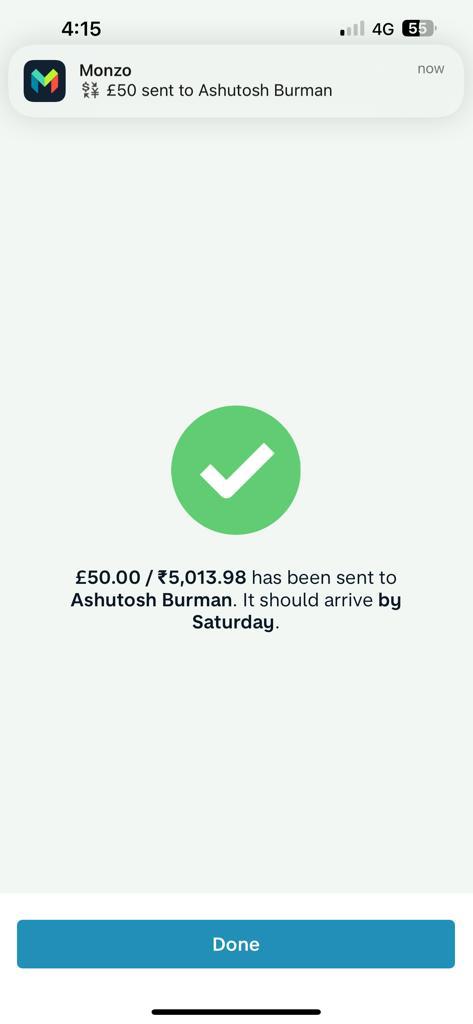 4:15
4G
55
Monzo
now
💱 £50 sent to Ashutosh Burman
£50.00 / ₹5,013.98 has been sent to
Ashutosh Burman. It should arrive by
Saturday.
Done